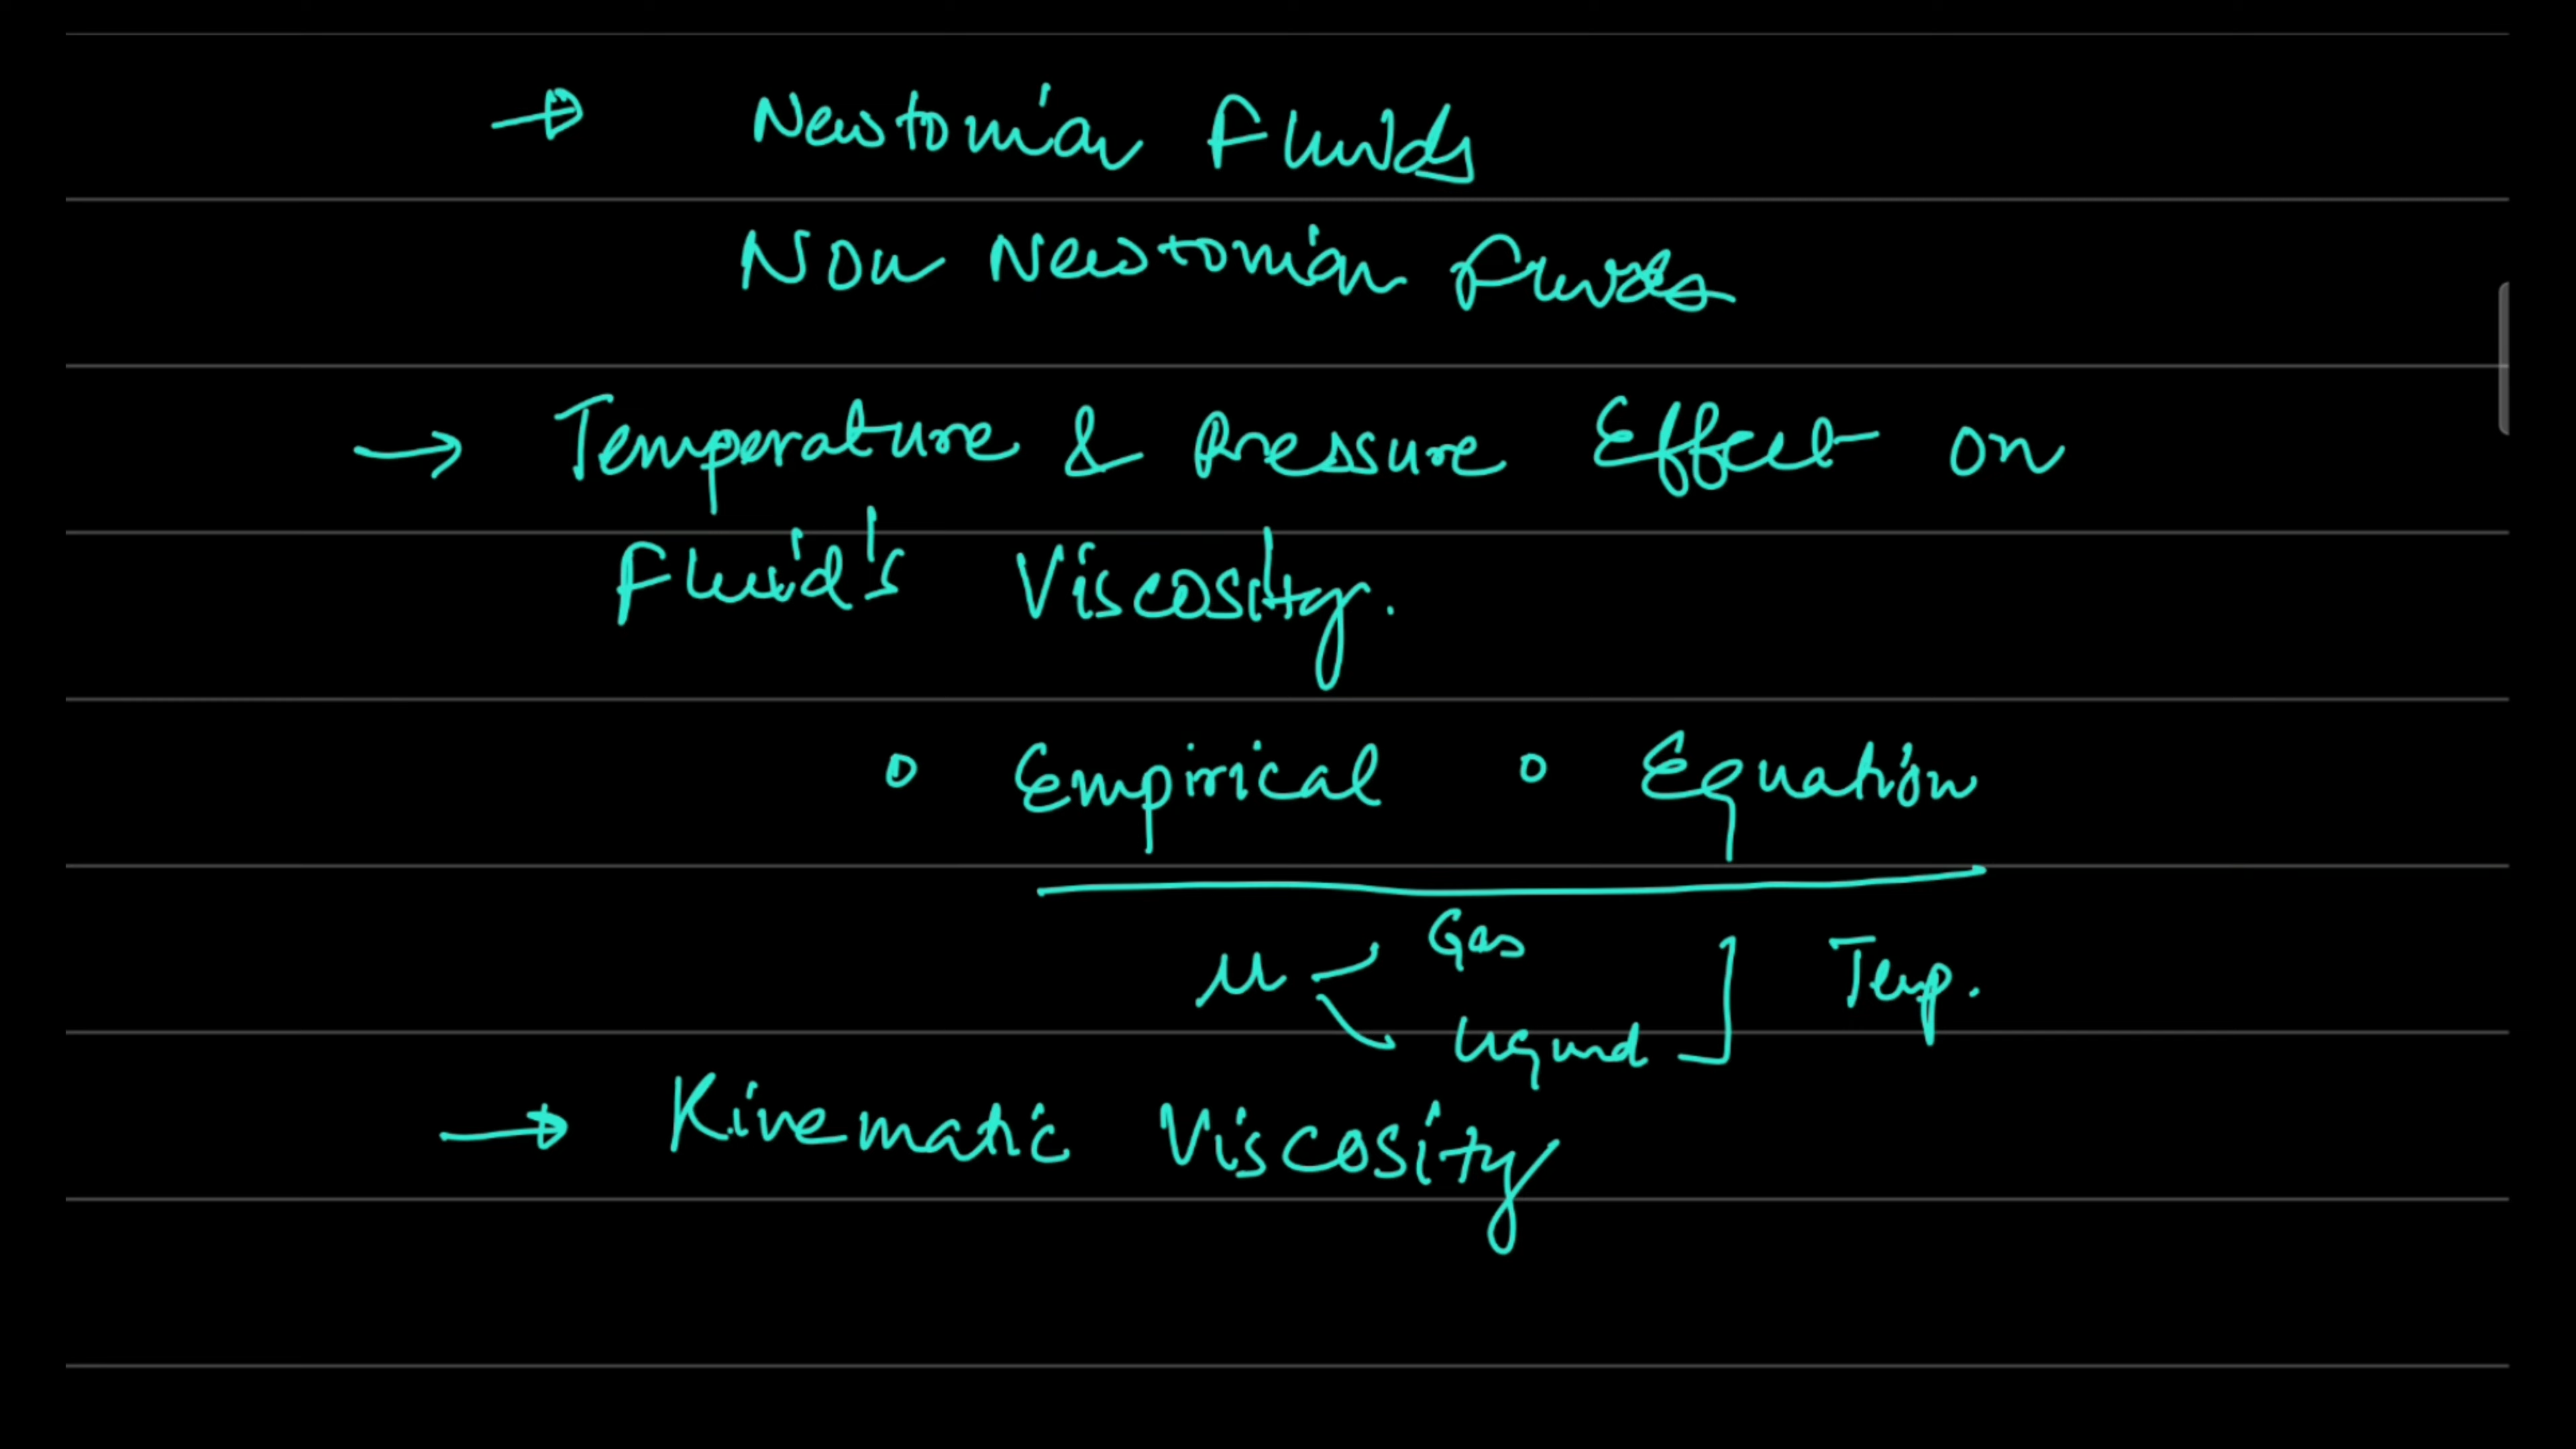 → Newtonian Fluids
Non Newtonian fluids
→ Temperature & Pressure Effect on
Fluid's Viscosity.
o Empirical o Equation
μ Gas
Liquid ] Temp.
→ Kinematic Viscosity